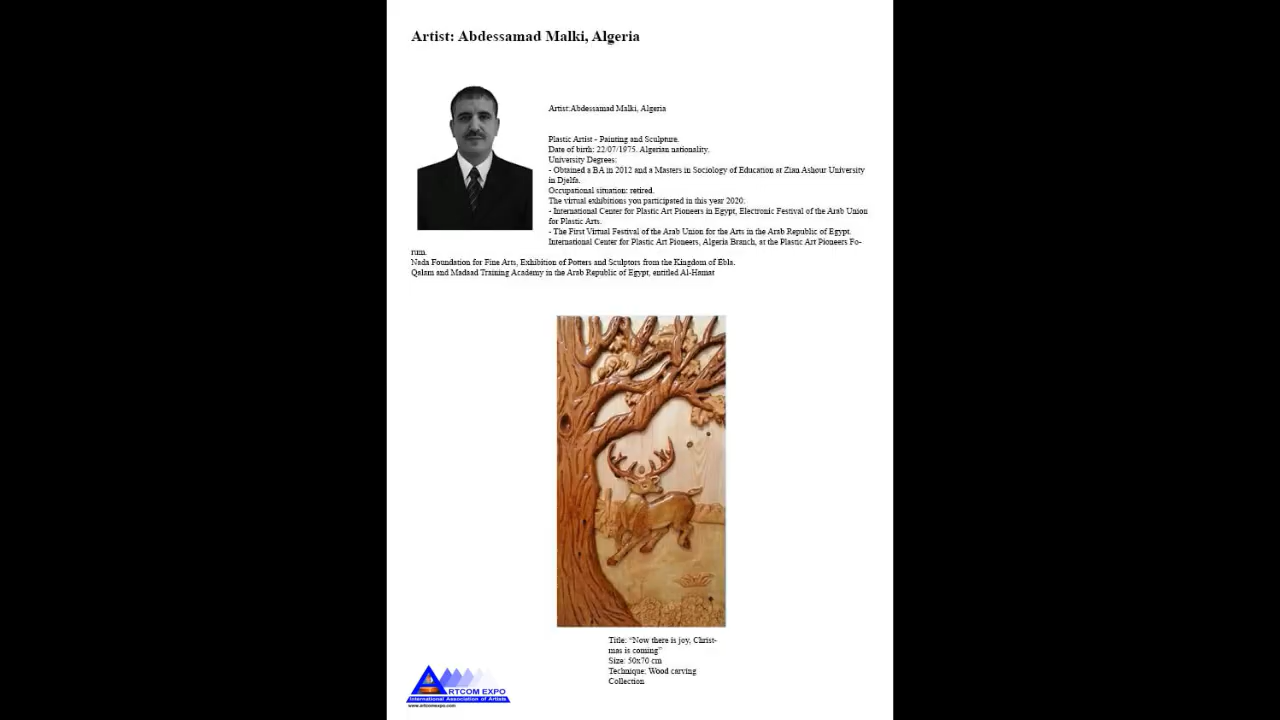 Artist: Abdessamad Malki, Algeria
Artist:Abdessamad Malki, Algeria
Plastic Artist - Painting and Sculpture.
Date of birth: 22/07/1975. Algerian nationality.
University Degrees:
- Obtained a BA in 2012 and a Masters in Sociology of Education at Zian Ashour University
in Djelfa.
Occupational situation: retired.
The virtual exhibitions you participated in this year 2020:
- International Center for Plastic Art Pioneers in Egypt, Electronic Festival of the Arab Union
for Plastic Arts.
- The First Virtual Festival of the Arab Union for the Arts in the Arab Republic of Egypt.
International Center for Plastic Art Pioneers, Algeria Branch, at the Plastic Art Pioneers Fo-
rum.
Nada Foundation for Fine Arts, Exhibition of Potters and Sculptors from the Kingdom of Ebla.
Qalam and Madaad Training Academy in the Arab Republic of Egypt, entitled Al-Hamat
Title: "Now there is joy, Christ-
mas is coming"
Size: 50x70 cm
Technique: Wood carving
Collection
ARTCOM EXPO
International Association of Artists
www.artcomexpo.com